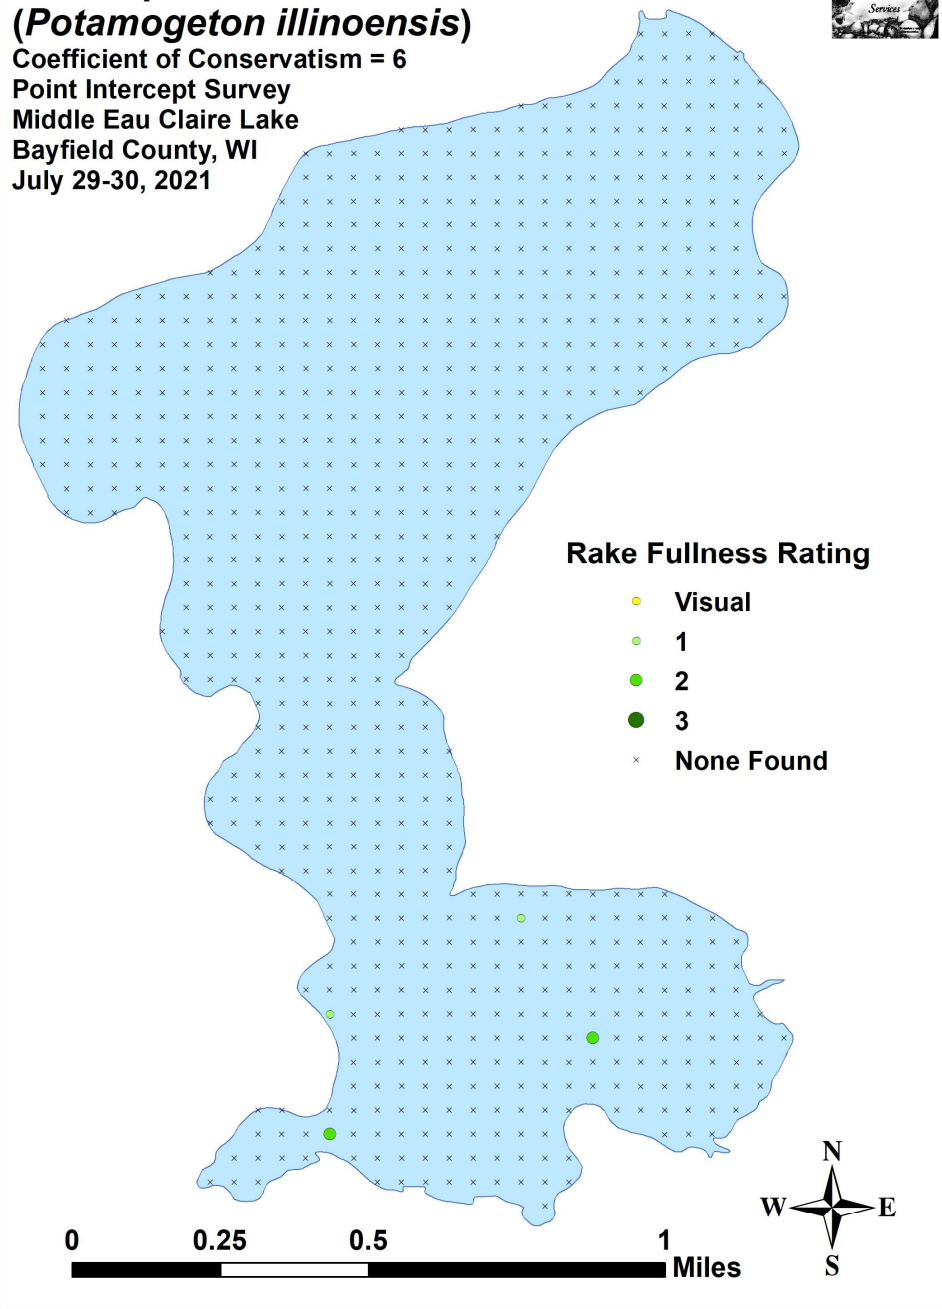 (Potamogeton illinoensis)
Coefficient of Conservatism = 6
Point Intercept Survey
Middle Eau Claire Lake
Bayfield County, WI
July 29-30, 2021
Services
Rake Fullness Rating
Visual
1
2
3
None Found
N
W E
S
0 0.25 0.5 1
Miles